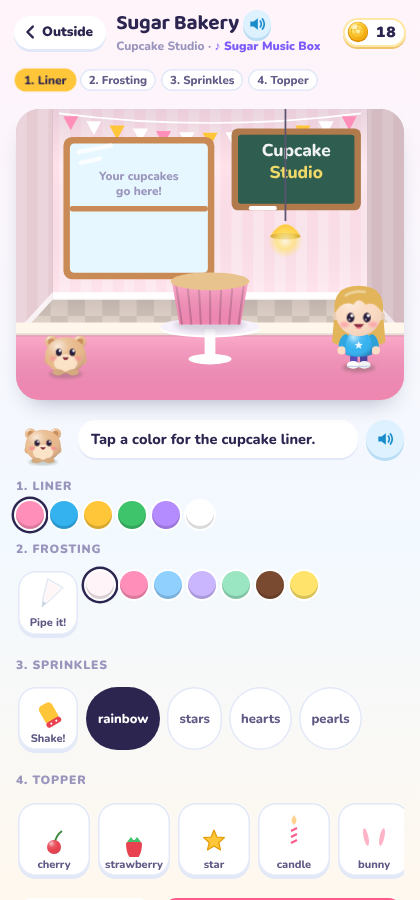 Outside
Sugar Bakery
Cupcake Studio · ♪ Sugar Music Box
18
1. Liner
2. Frosting
3. Sprinkles
4. Topper
Your cupcakes
go here!
Cupcake
Studio
Tap a color for the cupcake liner.
1. LINER
2. FROSTING
Pipe it!
3. SPRINKLES
Shake!
rainbow
stars
hearts
pearls
4. TOPPER
cherry
strawberry
star
candle
bunny